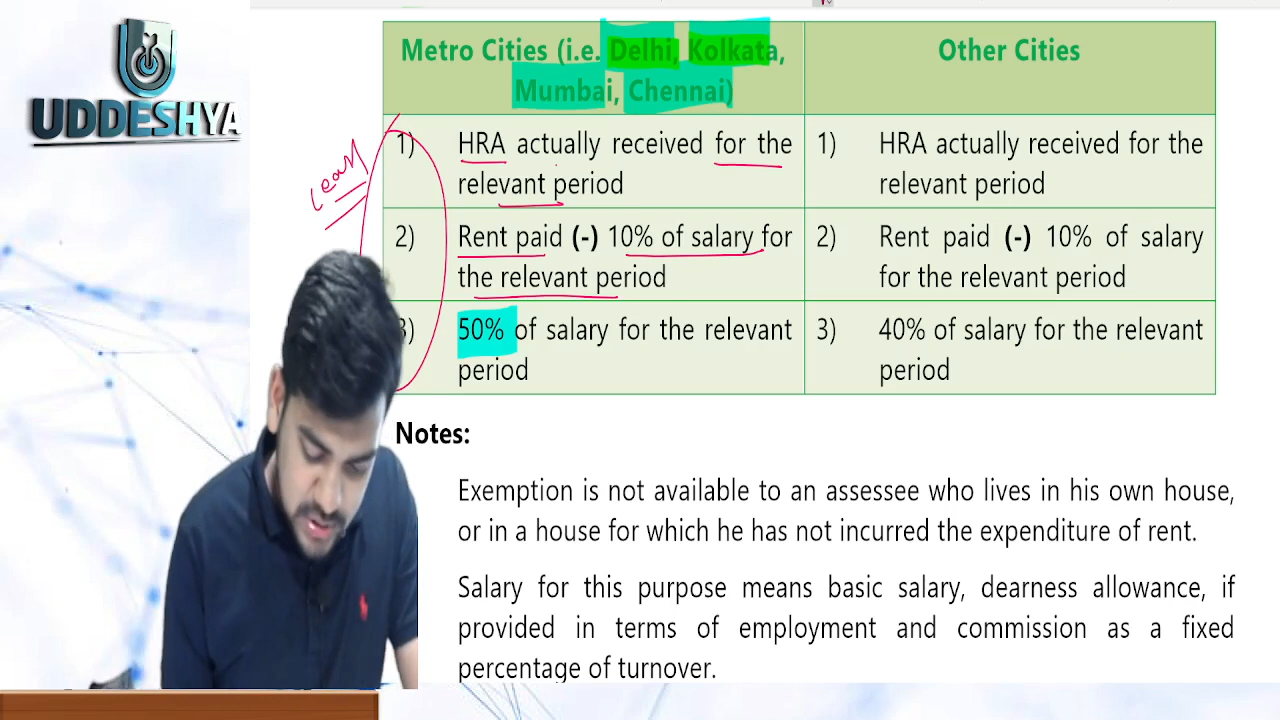 UDDESHYA
Metro Cities (i.e. Delhi, Kolkata, Mumbai, Chennai)
Other Cities
least
1) HRA actually received for the
relevant period
1) HRA actually received for the
relevant period
2) Rent paid (-) 10% of salary for
the relevant period
2) Rent paid (-) 10% of salary
for the relevant period
3) 50% of salary for the relevant
period
3) 40% of salary for the relevant
period
Notes:
Exemption is not available to an assessee who lives in his own house,
or in a house for which he has not incurred the expenditure of rent.
Salary for this purpose means basic salary, dearness allowance, if
provided in terms of employment and commission as a fixed
percentage of turnover.